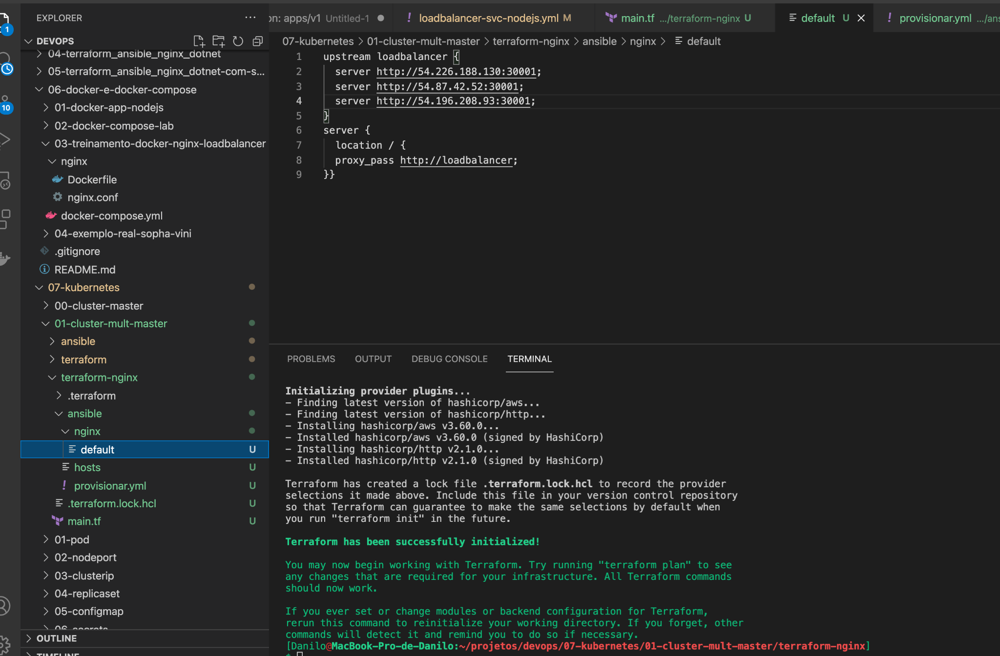 EXPLORER
DEVOPS
04-terraform_ansible_nginx_dotnet
05-terraform_ansible_nginx_dotnet-com-s...
06-docker-e-docker-compose
01-docker-app-nodejs
02-docker-compose-lab
03-treinamento-docker-nginx-loadbalancer
nginx
Dockerfile
nginx.conf
docker-compose.yml
04-exemplo-real-sopha-vini
.gitignore
README.md
07-kubernetes
00-cluster-master
01-cluster-mult-master
ansible
terraform
terraform-nginx
.terraform
ansible
nginx
default U
hosts U
provisionar.yml U
.terraform.lock.hcl U
main.tf U
01-pod
02-nodeport
03-clusterip
04-replicaset
05-configmap
06-secrets
OUTLINE
TIMELINE
1
10
on: apps/v1 Untitled-1
! loadbalancer-svc-nodejs.yml M
main.tf .../terraform-nginx U
default U
! provisionar.yml .../ans
07-kubernetes > 01-cluster-mult-master > terraform-nginx > ansible > nginx > default
1 upstream loadbalancer {
2 server http://54.226.188.130:30001;
3 server http://54.87.42.52:30001;
4 server http://54.196.208.93:30001;
5 }
6 server {
7 location / {
8 proxy_pass http://loadbalancer;
9 }}
PROBLEMS OUTPUT DEBUG CONSOLE TERMINAL
Initializing provider plugins...
- Finding latest version of hashicorp/aws...
- Finding latest version of hashicorp/http...
- Installing hashicorp/aws v3.60.0...
- Installed hashicorp/aws v3.60.0 (signed by HashiCorp)
- Installing hashicorp/http v2.1.0...
- Installed hashicorp/http v2.1.0 (signed by HashiCorp)
Terraform has created a lock file .terraform.lock.hcl to record the provider
selections it made above. Include this file in your version control repository
so that Terraform can guarantee to make the same selections by default when
you run "terraform init" in the future.
Terraform has been successfully initialized!
You may now begin working with Terraform. Try running "terraform plan" to see
any changes that are required for your infrastructure. All Terraform commands
should now work.
If you ever set or change modules or backend configuration for Terraform,
rerun this command to reinitialize your working directory. If you forget, other
commands will detect it and remind you to do so if necessary.
[Danilo@MacBook-Pro-de-Danilo:~/projetos/devops/07-kubernetes/01-cluster-mult-master/terraform-nginx]